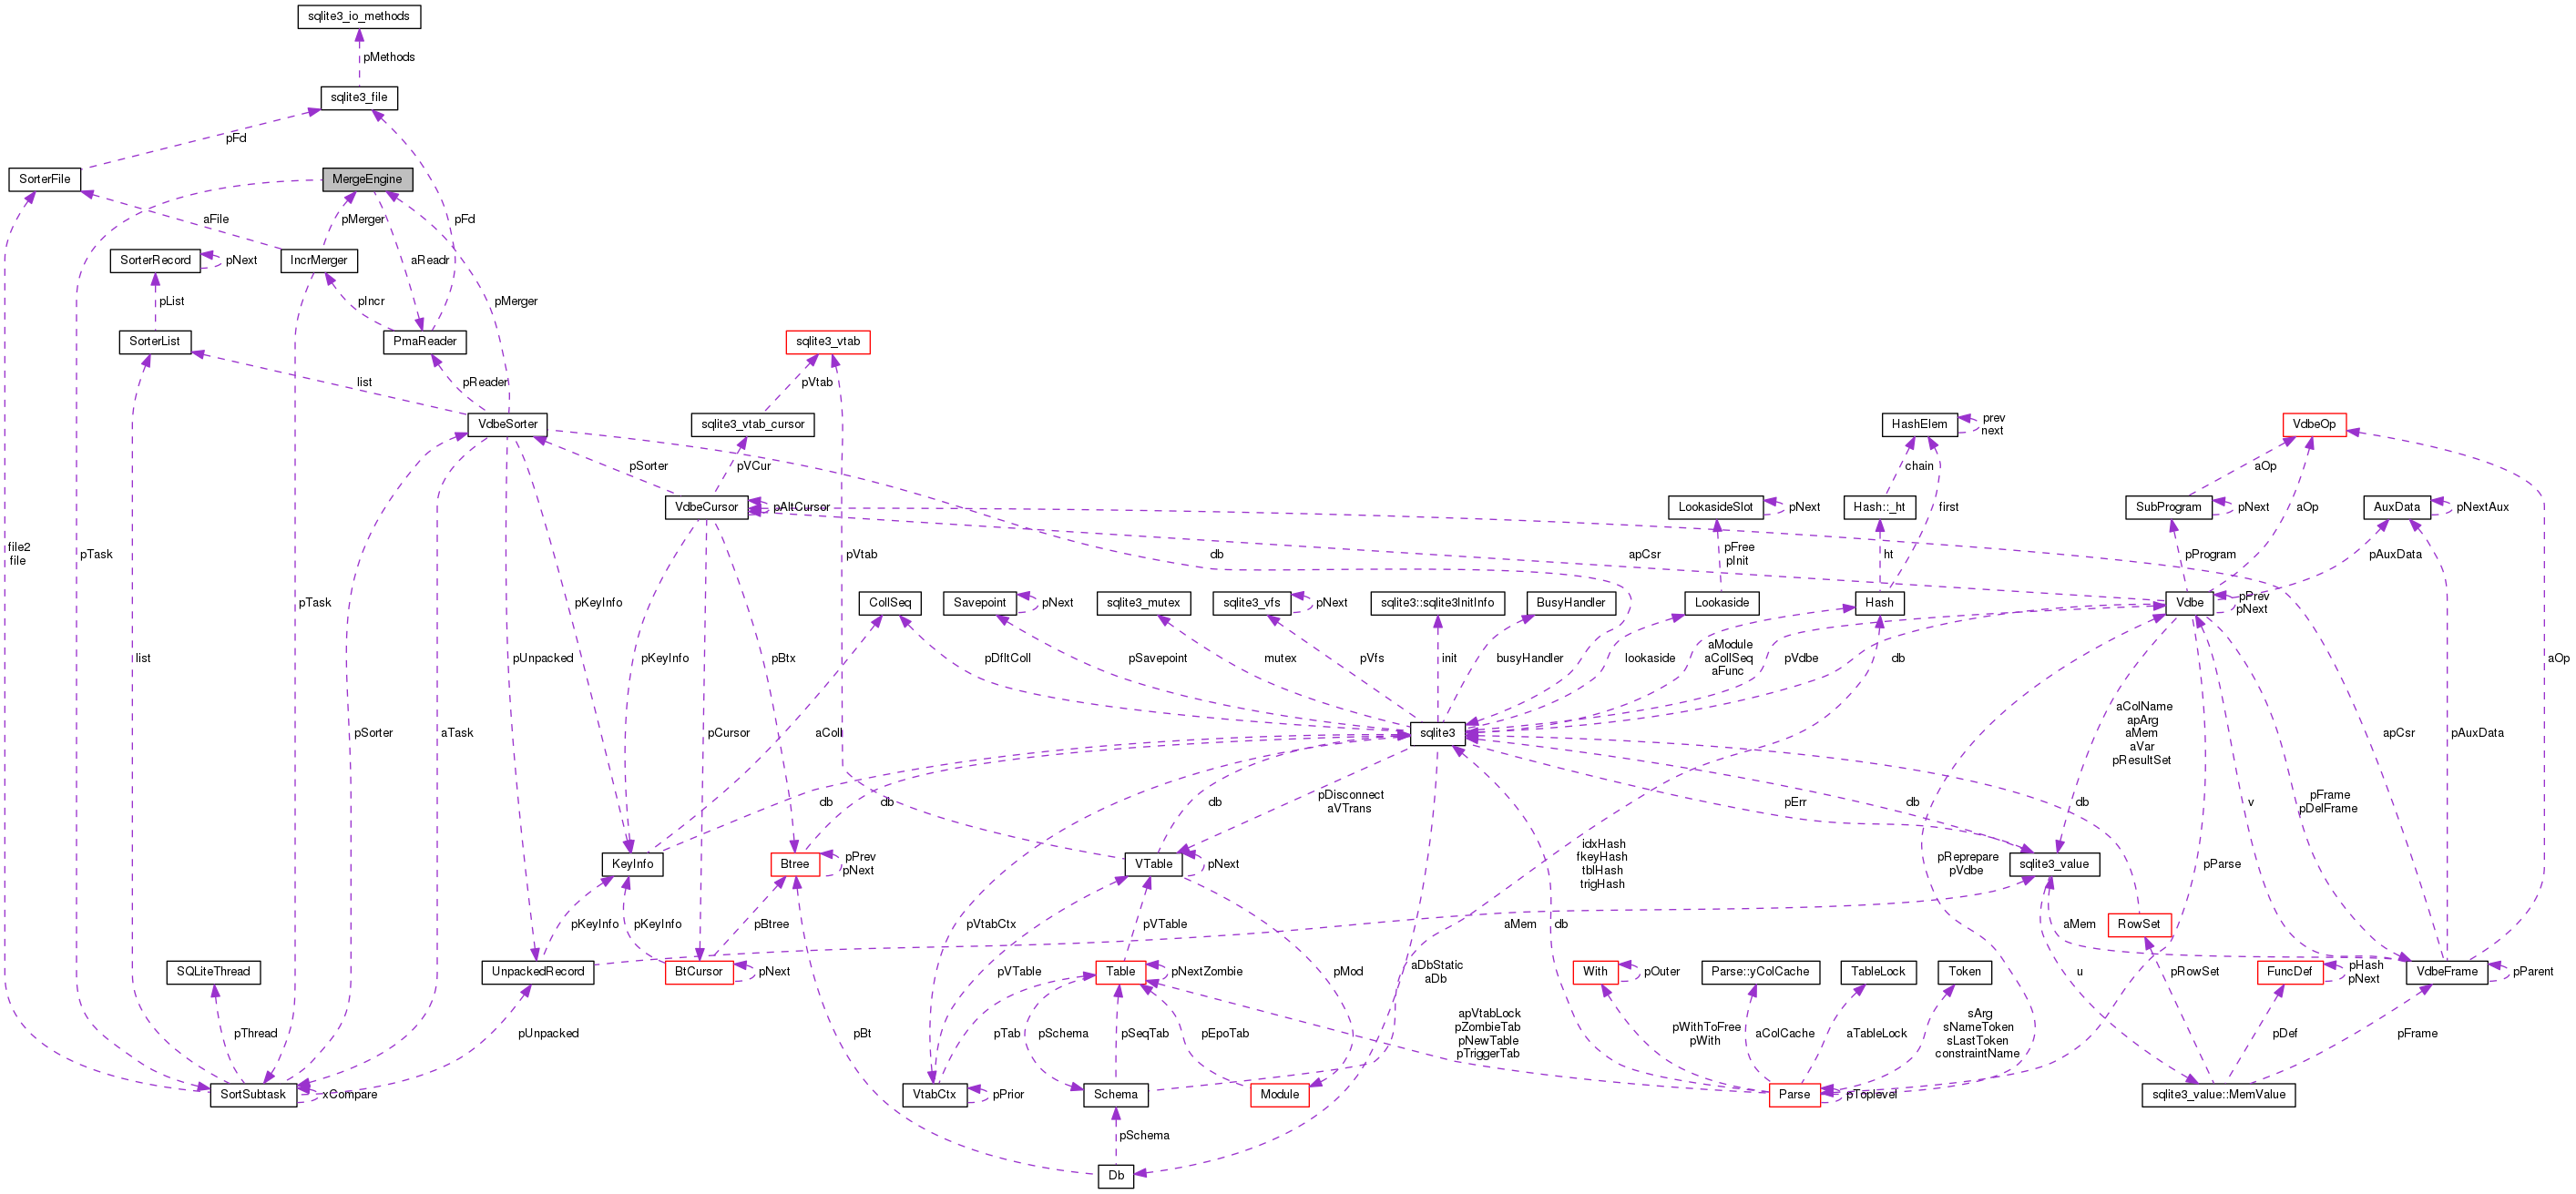 sqlite3_io_methods
pMethods
sqlite3_file
pFd
SorterFile
MergeEngine
aFile
pMerger
pFd
SorterRecord
pNext
IncrMerger
aReadr
pList
pIncr
pMerger
SorterList
PmaReader
sqlite3_vtab
list
pReader
pVtab
VdbeSorter
sqlite3_vtab_cursor
HashElem
prev
next
VdbeOp
pSorter
pVCur
chain
aOp
VdbeCursor
pAltCursor
LookasideSlot
pNext
Hash::_ht
first
SubProgram
pNext
aOp
AuxData
pNextAux
file2
file
pTask
pVtab
db
apCsr
pFree
pInit
ht
pProgram
pAuxData
pTask
pKeyInfo
CollSeq
Savepoint
pNext
sqlite3_mutex
sqlite3_vfs
pNext
sqlite3::sqlite3InitInfo
BusyHandler
Lookaside
Hash
Vdbe
pPrev
pNext
list
pUnpacked
pKeyInfo
pBtx
pDfltColl
pSavepoint
mutex
pVfs
init
busyHandler
lookaside
aModule
aCollSeq
aFunc
pVdbe
db
aOp
pSorter
aTask
pCursor
aColl
sqlite3
aColName
apArg
aMem
aVar
pResultSet
apCsr
pAuxData
db
db
db
pDisconnect
aVTrans
pErr
db
db
v
pFrame
pDelFrame
KeyInfo
Btree
pPrev
pNext
VTable
pNext
idxHash
fkeyHash
tblHash
trigHash
pReprepare
pVdbe
pParse
sqlite3_value
pKeyInfo
pKeyInfo
pBtree
pVtabCtx
pVTable
aMem
db
aMem
RowSet
SQLiteThread
UnpackedRecord
BtCursor
pNext
pVTable
Table
pNextZombie
pMod
aDbStatic
aDb
With
pOuter
Parse::yColCache
TableLock
Token
u
pRowSet
FuncDef
pHash
pNext
VdbeFrame
pParent
pThread
pUnpacked
pBt
pTab
pSchema
pSeqTab
pEpoTab
apVtabLock
pZombieTab
pNewTable
pTriggerTab
pWithToFree
pWith
aColCache
aTableLock
sArg
sNameToken
sLastToken
constraintName
pDef
pFrame
SortSubtask
xCompare
VtabCtx
pPrior
Schema
Module
Parse
pToplevel
sqlite3_value::MemValue
pSchema
Db